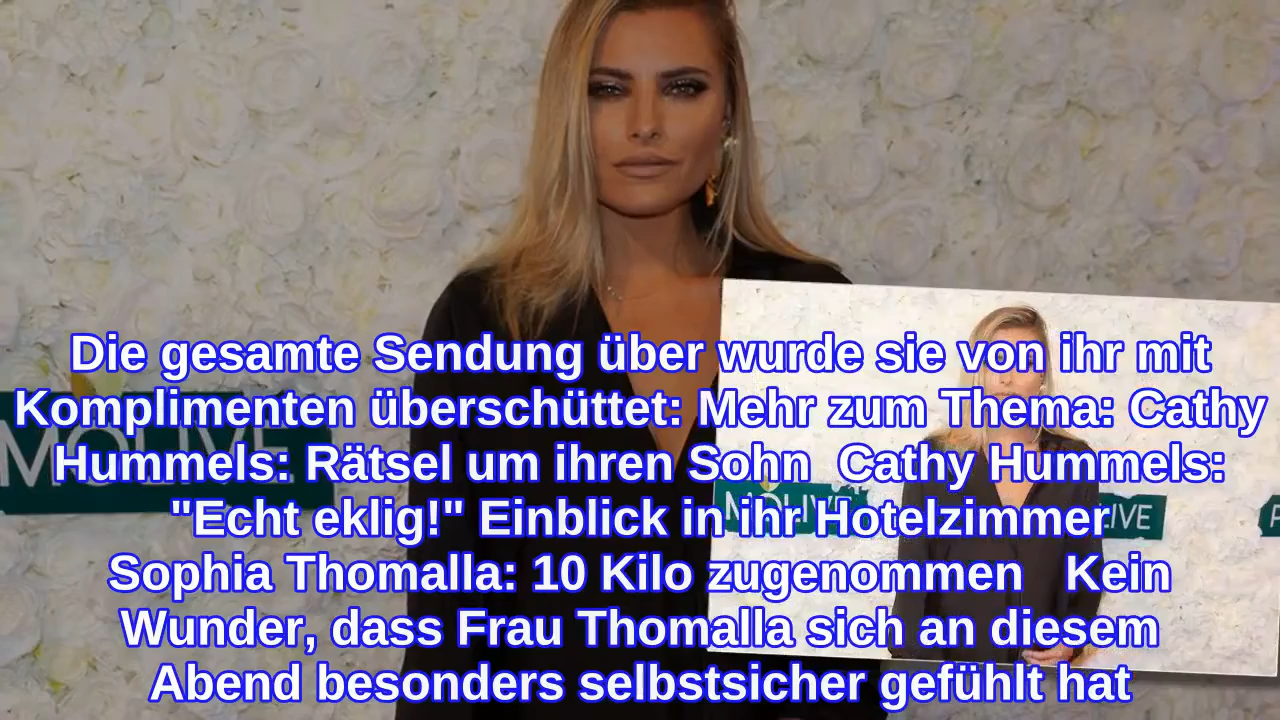 Die gesamte Sendung über wurde sie von ihr mit
Komplimenten überschüttet: Mehr zum Thema: Cathy
Hummels: Rätsel um ihren Sohn  Cathy Hummels:
"Echt eklig!" Einblick in ihr Hotelzimmer
Sophia Thomalla: 10 Kilo zugenommen   Kein
Wunder, dass Frau Thomalla sich an diesem
Abend besonders selbstsicher gefühlt hat